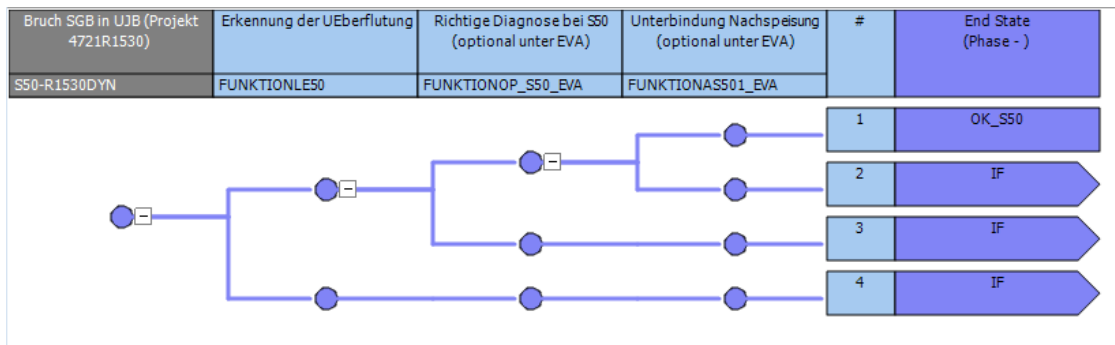 Bruch SGB in UJB (Projekt
4721R1530)
Erkennung der UEberflutung
Richtige Diagnose bei S50
(optional unter EVA)
Unterbindung Nachspeisung
(optional unter EVA)
#
End State
(Phase - )
S50-R1530DYN
FUNKTIONLE50
FUNKTIONOP_S50_EVA
FUNKTIONAS501_EVA
1
OK_S50
2
IF
3
IF
4
IF